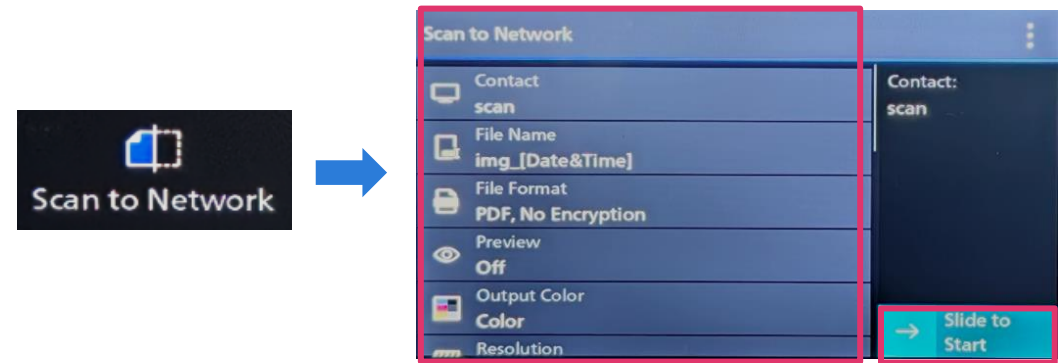 Scan to Network
Scan to Network
Contact
scan
File Name
img_[Date&Time]
File Format
PDF, No Encryption
Preview
Off
Output Color
Color
Resolution
Contact:
scan
Slide to
Start